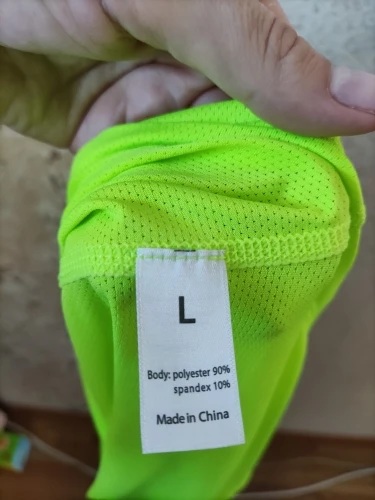 L
Body: polyester 90%
spandex 10%
Made in China